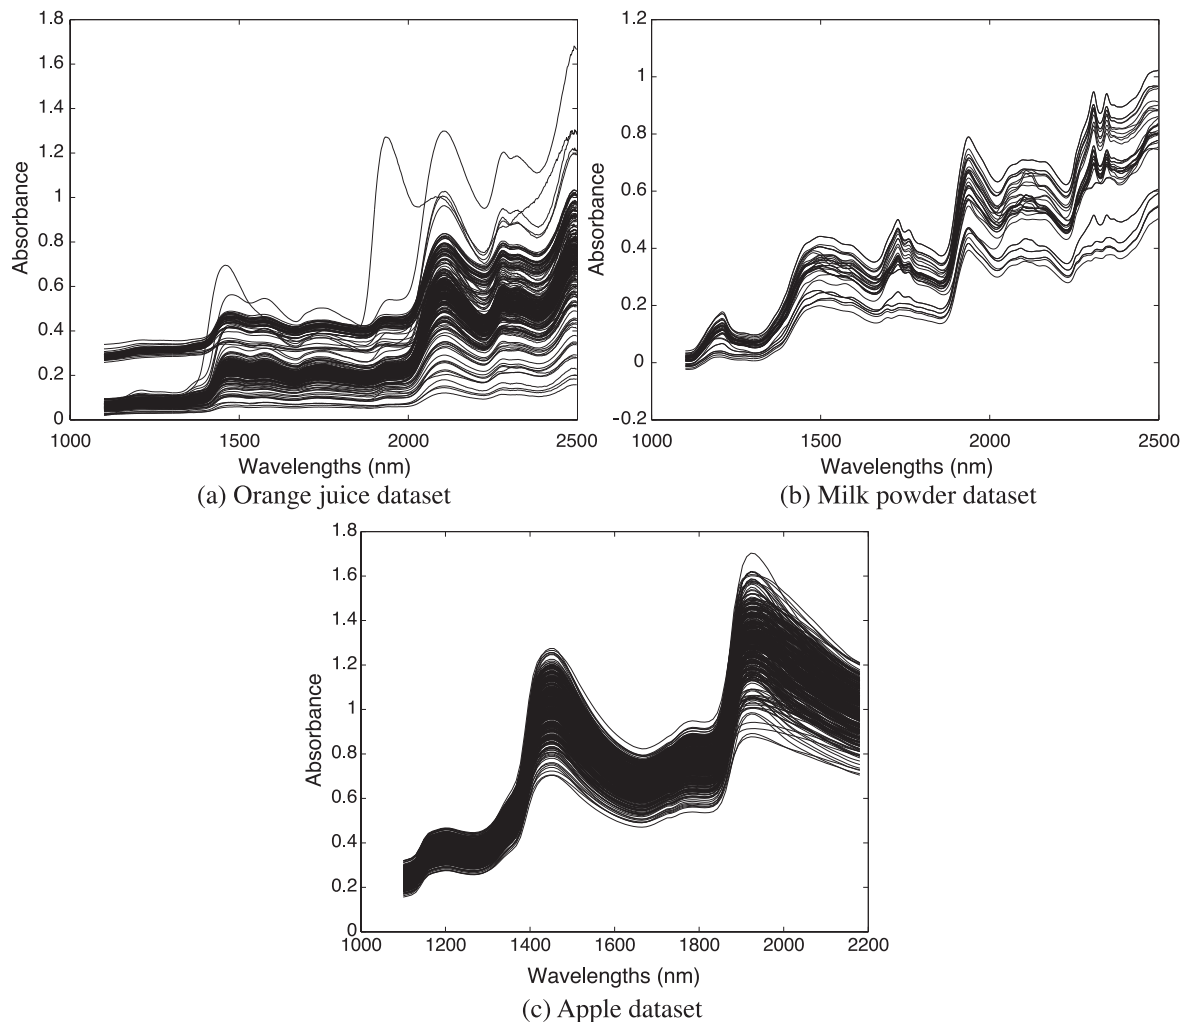 1.8
1.6
1.4
1.2
1
0.8
0.6
0.4
0.2
0
Absorbance
1000 1500 2000 2500
Wavelengths (nm)
(a) Orange juice dataset
1.2
1
0.8
0.6
0.4
0.2
0
-0.2
Absorbance
1000 1500 2000 2500
Wavelengths (nm)
(b) Milk powder dataset
1.8
1.6
1.4
1.2
1
0.8
0.6
0.4
0.2
0
Absorbance
1000 1200 1400 1600 1800 2000 2200
Wavelengths (nm)
(c) Apple dataset